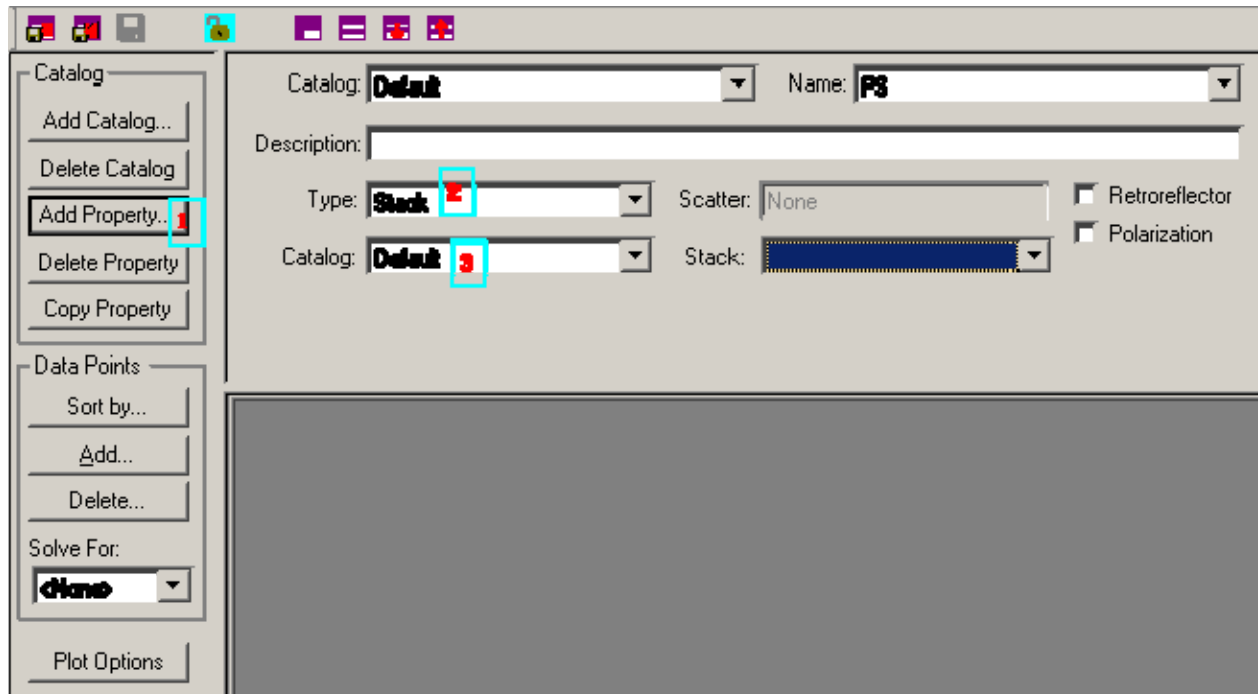 Catalog
Add Catalog...
Delete Catalog
Add Property...
1
Delete Property
Copy Property
Data Points
Sort by...
Add...
Delete...
Solve For:
<None>
Plot Options
Catalog: Default
Name: PS
Description:
Type: Stack
2
Scatter: None
Retroreflector
Polarization
Catalog: Default
3
Stack: